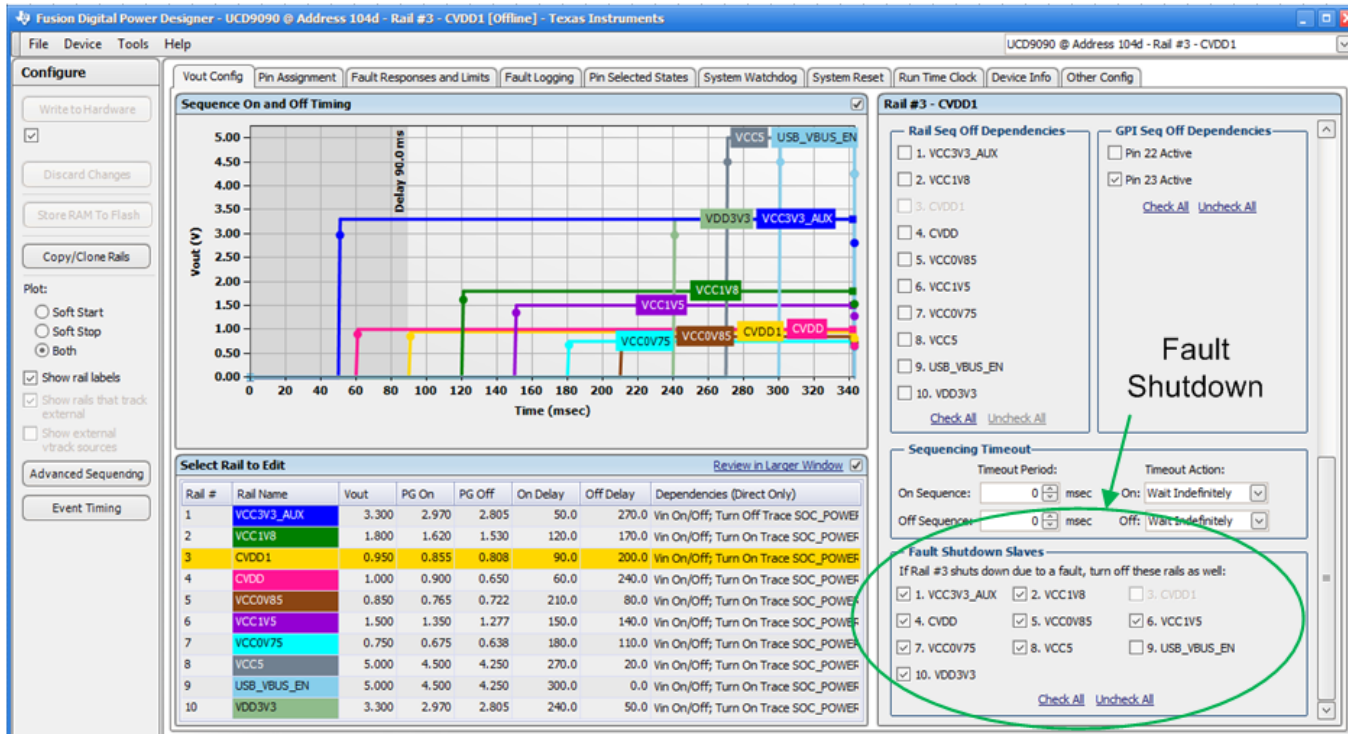 Fusion Digital Power Designer - UCD9090 @ Address 104d - Rail #3 - CVDD1 [Offline] - Texas Instruments
File Device Tools Help
UCD9090 @ Address 104d - Rail #3 - CVDD1
Configure
Write to Hardware
Discard Changes
Store RAM To Flash
Copy/Clone Rails
Plot:
Soft Start
Soft Stop
Both
Show rail labels
Show rails that track
external
Show external
vtrack sources
Advanced Sequencing
Event Timing
Vout Config Pin Assignment Fault Responses and Limits Fault Logging Pin Selected States System Watchdog System Reset Run Time Clock Device Info Other Config
Sequence On and Off Timing
Vout (V)
5.00
4.50
4.00
3.50
3.00
2.50
2.00
1.50
1.00
0.50
0.00
Delay 90.0 ms
VCC5 USB_VBUS_EN
VDD3V3 VCC3V3_AUX
VCC1V8
VCC1V5
VCC0V75 VCC0V85 CVDD1 CVDD
0 20 40 60 80 100 120 140 160 180 200 220 240 260 280 300 320 340
Time (msec)
Select Rail to Edit Review in Larger Window
Rail # Rail Name Vout PG On PG Off On Delay Off Delay Dependencies (Direct Only)
1 VCC3V3_AUX 3.300 2.970 2.805 50.0 270.0 Vin On/Off; Turn Off Trace SOC_POWER
2 VCC1V8 1.800 1.620 1.530 120.0 170.0 Vin On/Off; Turn On Trace SOC_POWER
3 CVDD1 0.950 0.855 0.808 90.0 200.0 Vin On/Off; Turn On Trace SOC_POWER
4 CVDD 1.000 0.900 0.650 60.0 240.0 Vin On/Off; Turn On Trace SOC_POWER
5 VCC0V85 0.850 0.765 0.722 210.0 80.0 Vin On/Off; Turn On Trace SOC_POWER
6 VCC1V5 1.500 1.350 1.277 150.0 140.0 Vin On/Off; Turn On Trace SOC_POWER
7 VCC0V75 0.750 0.675 0.638 180.0 110.0 Vin On/Off; Turn On Trace SOC_POWER
8 VCC5 5.000 4.500 4.250 270.0 20.0 Vin On/Off; Turn On Trace SOC_POWER
9 USB_VBUS_EN 5.000 4.500 4.250 300.0 0.0 Vin On/Off; Turn On Trace SOC_POWER
10 VDD3V3 3.300 2.970 2.805 240.0 50.0 Vin On/Off; Turn On Trace SOC_POWER
Rail #3 - CVDD1
Rail Seq Off Dependencies
1. VCC3V3_AUX
2. VCC1V8
3. CVDD1
4. CVDD
5. VCC0V85
6. VCC1V5
7. VCC0V75
8. VCC5
9. USB_VBUS_EN
10. VDD3V3
Check All Uncheck All
GPI Seq Off Dependencies
Pin 22 Active
Pin 23 Active
Check All Uncheck All
Fault
Shutdown
Sequencing Timeout
Timeout Period: Timeout Action:
On Sequence: 0 msec On: Wait Indefinitely
Off Sequence: 0 msec Off: Wait Indefinitely
Fault Shutdown Slaves
If Rail #3 shuts down due to a fault, turn off these rails as well:
1. VCC3V3_AUX 2. VCC1V8 3. CVDD1
4. CVDD 5. VCC0V85 6. VCC1V5
7. VCC0V75 8. VCC5 9. USB_VBUS_EN
10. VDD3V3
Check All Uncheck All